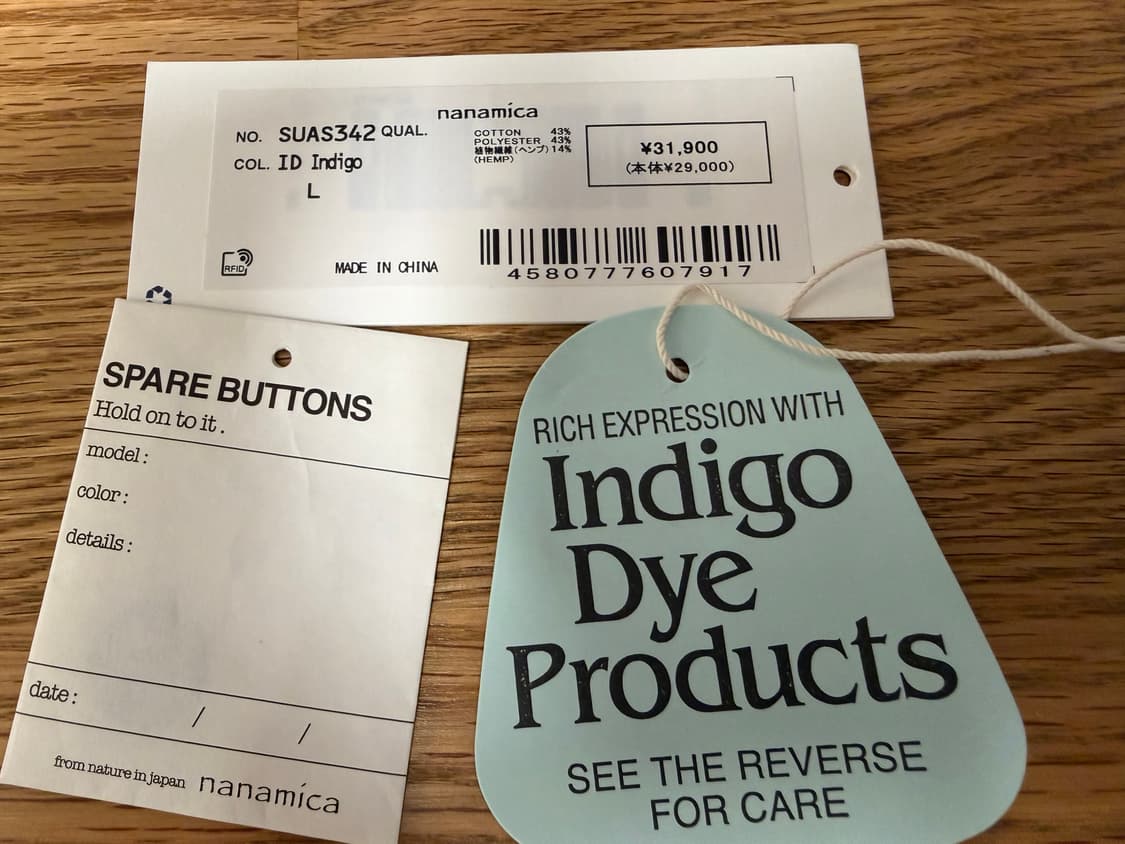 nanamica
NO. SUAS342 QUAL.
COL. ID Indigo
L
COTTON 43%
POLYESTER 43%
植物繊維(ヘンプ)14%
(HEMP)
¥31,900
(本体¥29,000)
RFID
MADE IN CHINA
4580777607917
SPARE BUTTONS
Hold on to it.
model:
color:
details:
date: / /
from nature in japan nanamica
RICH EXPRESSION WITH
Indigo
Dye
Products
SEE THE REVERSE
FOR CARE